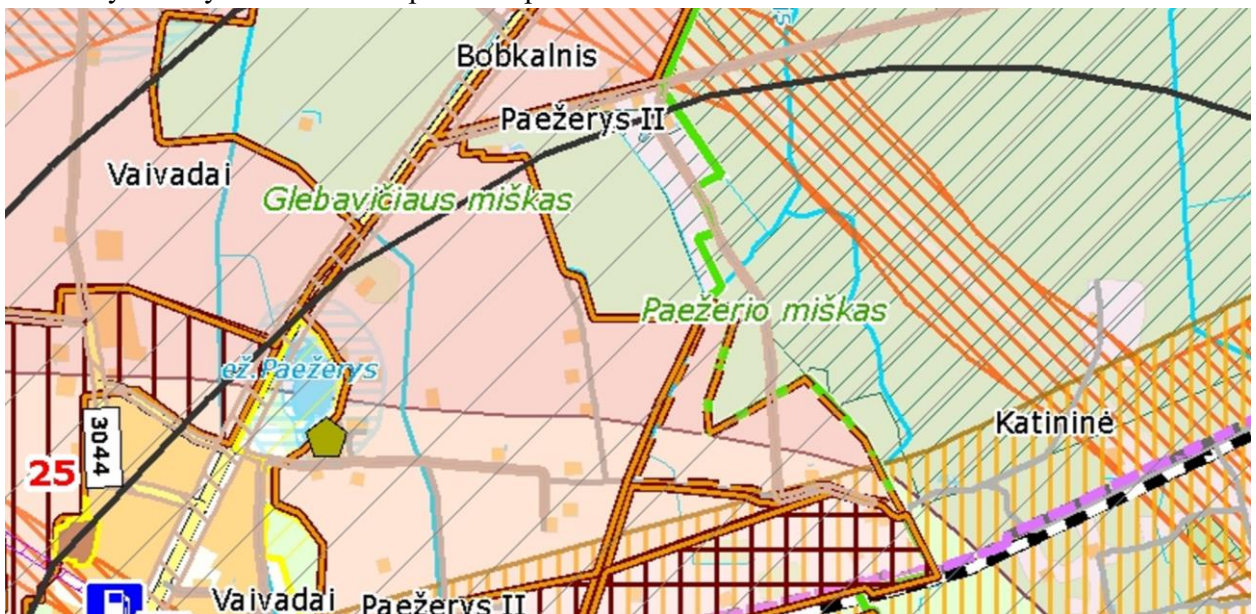 Bobkalnis
Paežerys II
Vaivadai
Glebavičiaus miškas
Paežerio miškas
ež. Paežerys
3044
Katininė
25
Vaivadai
Paežerys II